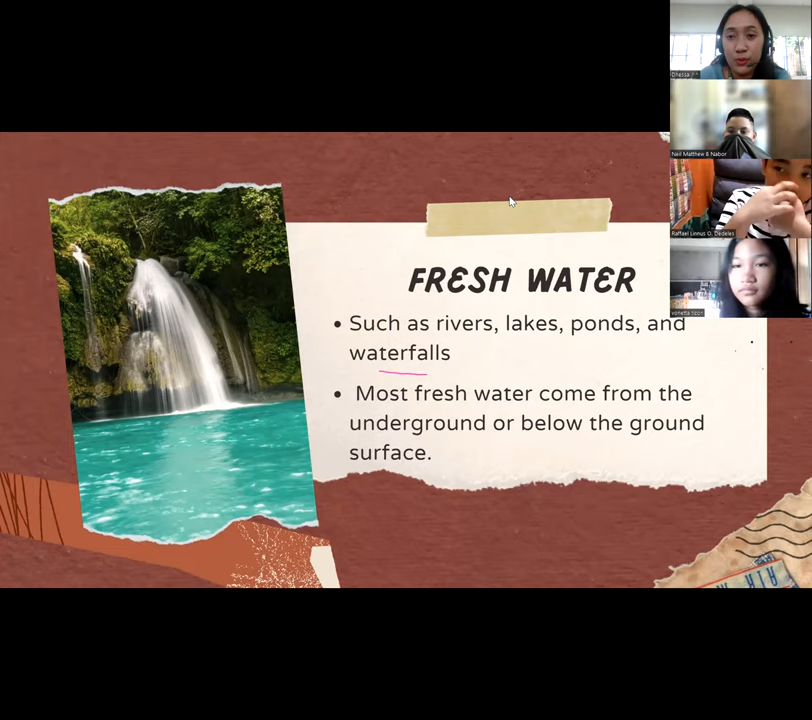 Dhessa
Neil Matthew B Nabor
Raffael Linnus O. Dedeles
FRESH WATER
• Such as rivers, lakes, ponds, and
waterfalls
• Most fresh water come from the
underground or below the ground
surface.